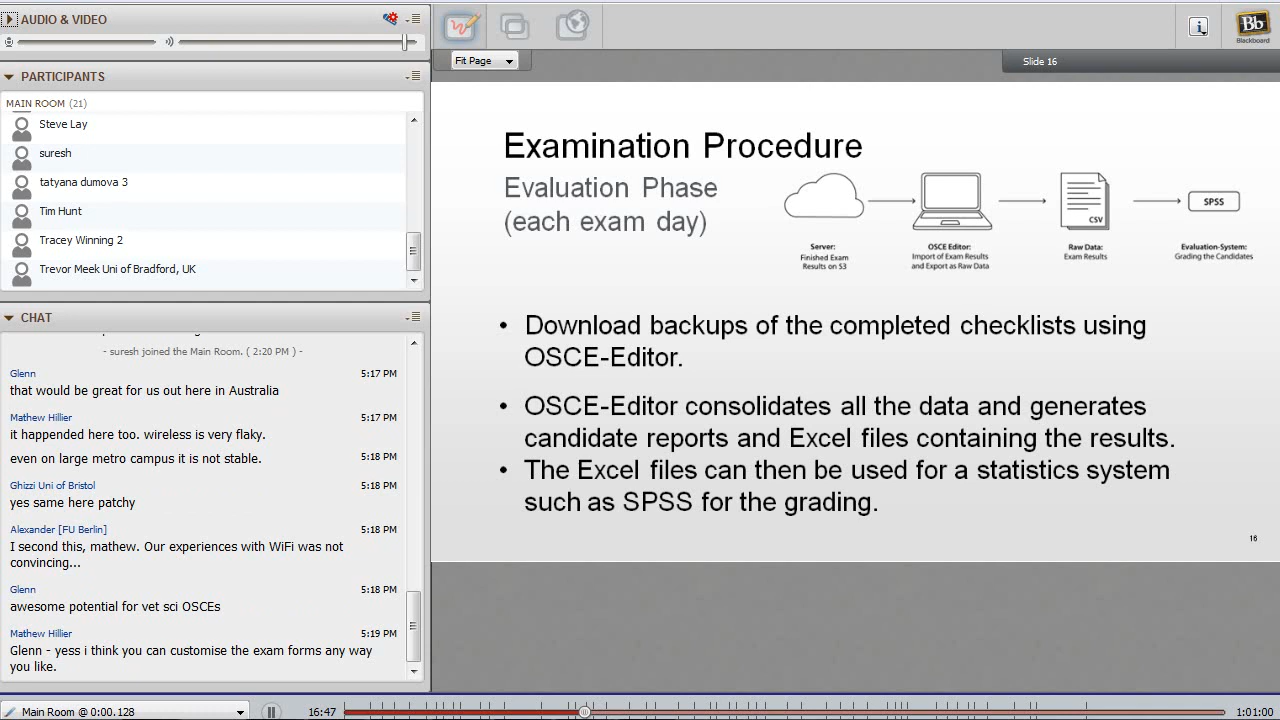 AUDIO & VIDEO
PARTICIPANTS
MAIN ROOM (21)
Steve Lay
suresh
tatyana dumova 3
Tim Hunt
Tracey Winning 2
Trevor Meek Uni of Bradford, UK
CHAT
- suresh joined the Main Room. ( 2:20 PM ) -
Glenn 5:17 PM
that would be great for us out here in Australia
Mathew Hillier 5:17 PM
it happended here too. wireless is very flaky.
even on large metro campus it is not stable. 5:18 PM
Ghizzi Uni of Bristol 5:18 PM
yes same here patchy
Alexander [FU Berlin] 5:18 PM
I second this, mathew. Our experiences with WiFi was not
convincing...
Glenn 5:18 PM
awesome potential for vet sci OSCEs
Mathew Hillier 5:19 PM
Glenn - yess i think you can customise the exam forms any way
you like.
Main Room @ 0:00.128
16:47
1:01:00
Fit Page
Slide 16
Bb
Blackboard
Examination Procedure
Evaluation Phase
(each exam day)
CSV
SPSS
Server:
Finished Exam
Results on S3
OSCE Editor:
Import of Exam Results
and Export as Raw Data
Raw Data:
Exam Results
Evaluation-System:
Grading the Candidates
• Download backups of the completed checklists using
OSCE-Editor.
• OSCE-Editor consolidates all the data and generates
candidate reports and Excel files containing the results.
• The Excel files can then be used for a statistics system
such as SPSS for the grading.
16